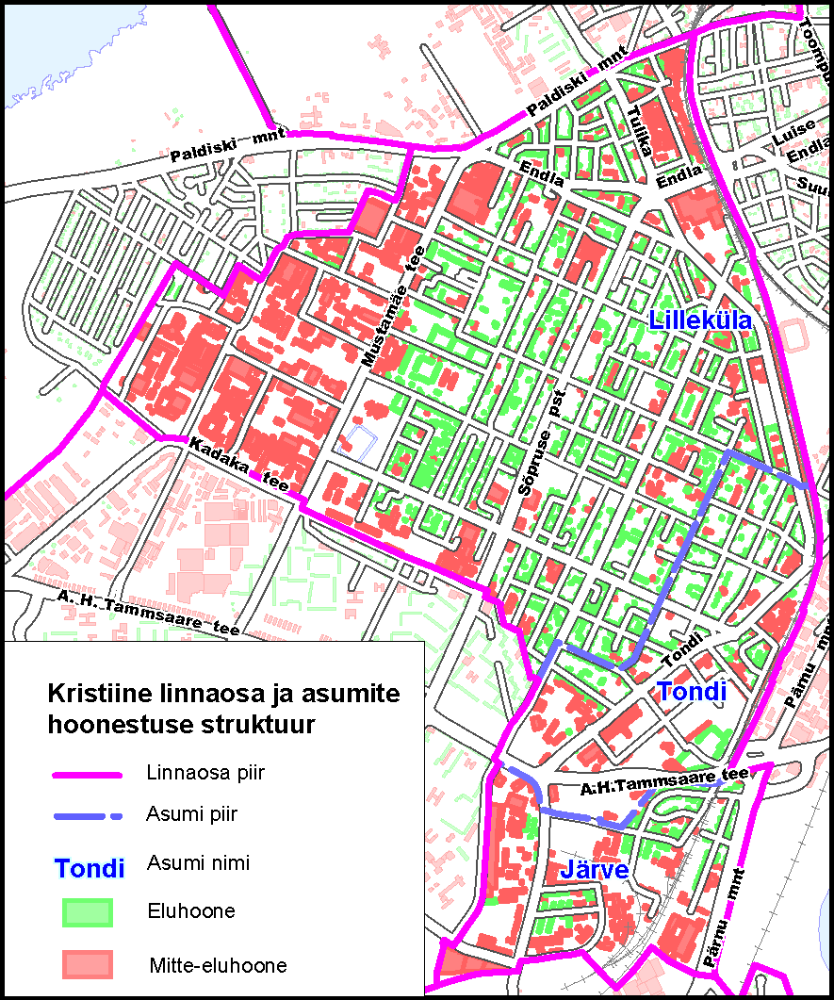 Toompu
Paldiski mnt
Luise
Tulika
Endla
Paldiski mnt
Endla
Endla
Suur
Mustamäe tee
Lilleküla
Sõpruse pst
Kadaka tee
A. H. Tammsaare tee
Tondi
Pärnu mnt
Tondi
A.H.Tammsaare tee
Järve
Pärnu mnt
Kristiine linnaosa ja asumite
hoonestuse struktuur
Linnaosa piir
Asumi piir
Tondi Asumi nimi
Eluhoone
Mitte-eluhoone